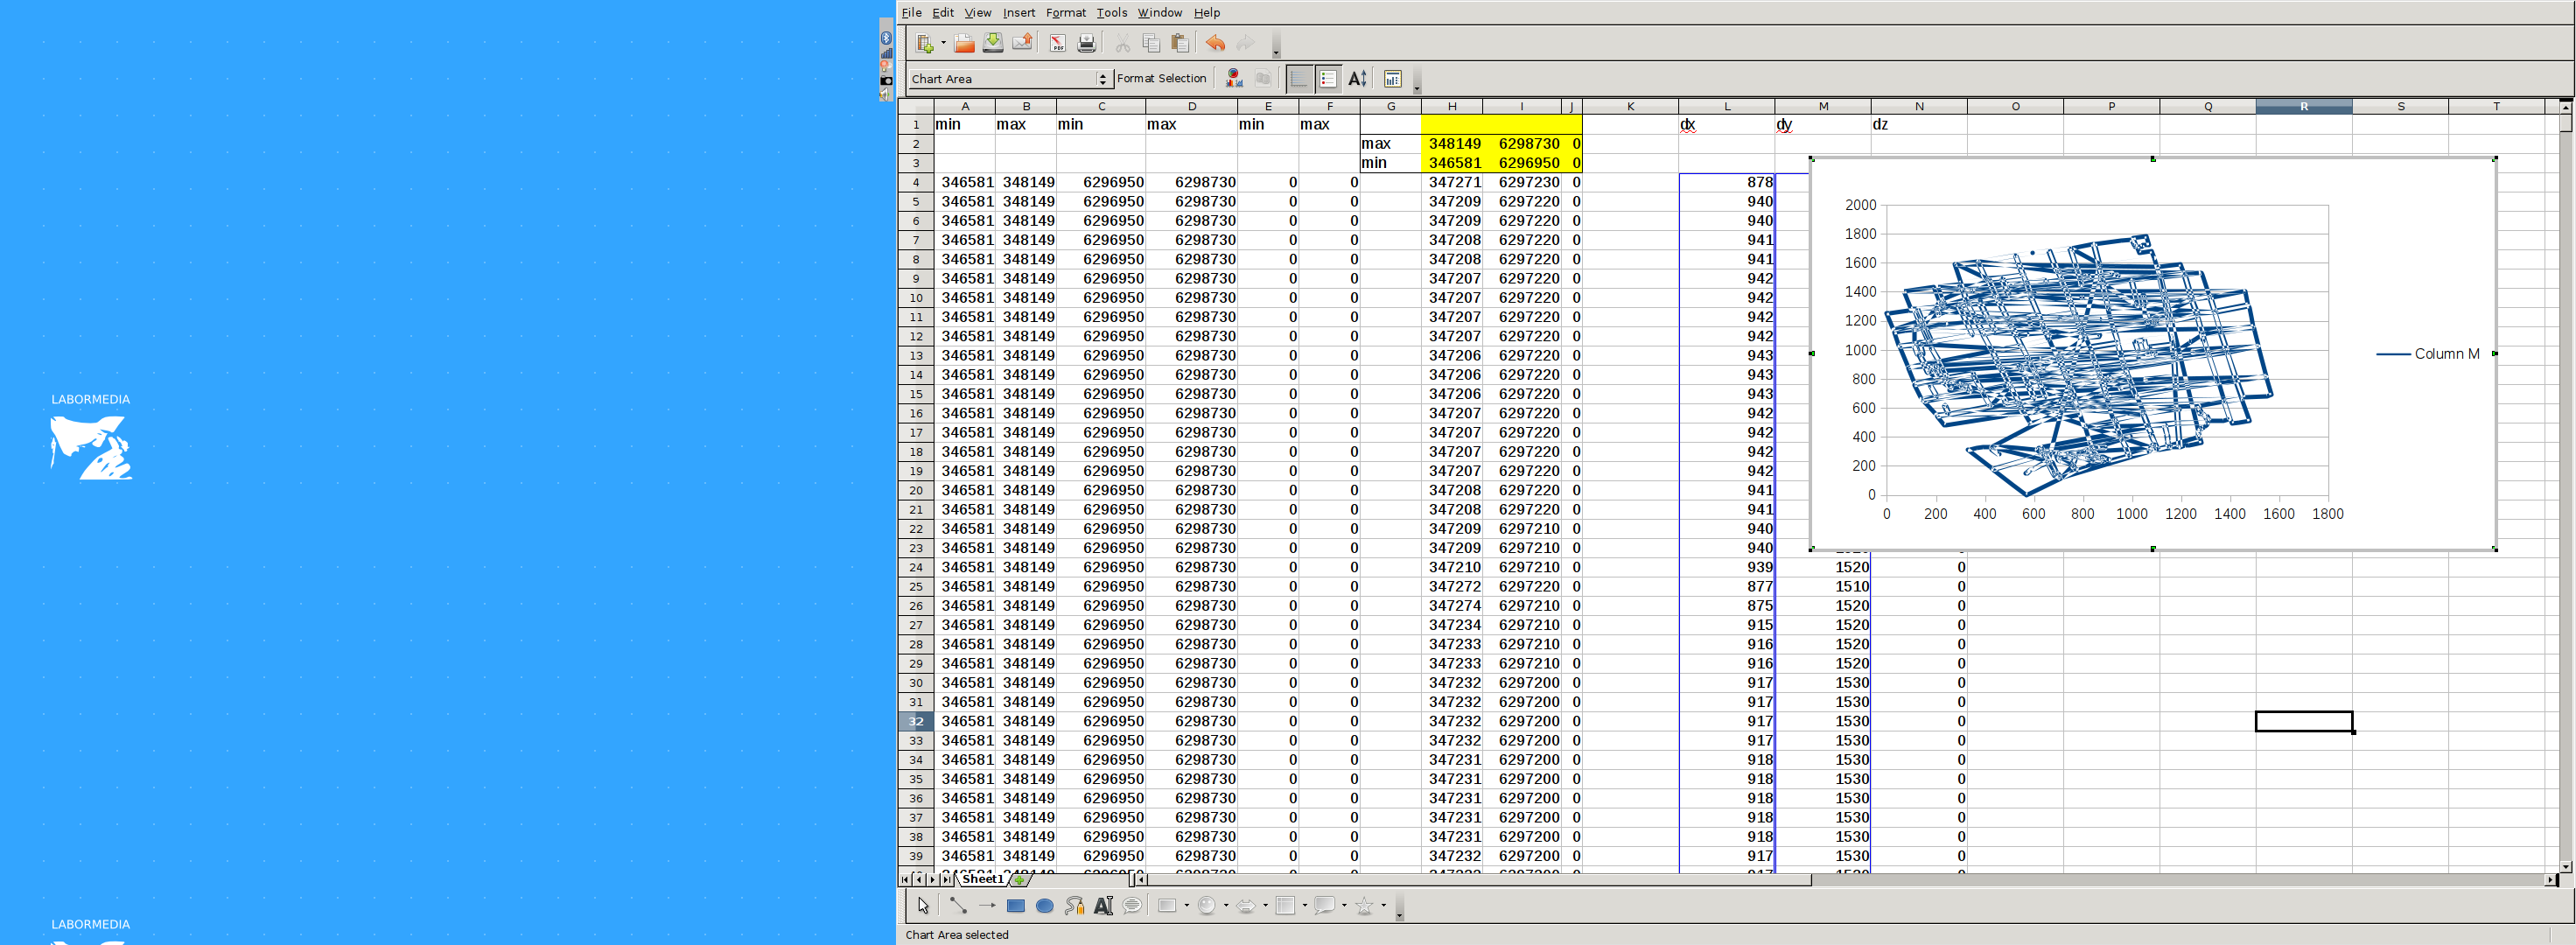 LABORMEDIA
LABORMEDIA
File Edit View Insert Format Tools Window Help
Chart Area Format Selection
A B C D E F G H I J K L M N O P Q R S T
1 min max min max min max dx dy dz
2 max 348149 6298730 0
3 min 346581 6296950 0
4 346581 348149 6296950 6298730 0 0 347271 6297230 0 878
5 346581 348149 6296950 6298730 0 0 347209 6297220 0 940
6 346581 348149 6296950 6298730 0 0 347209 6297220 0 940
7 346581 348149 6296950 6298730 0 0 347208 6297220 0 941
8 346581 348149 6296950 6298730 0 0 347208 6297220 0 941
9 346581 348149 6296950 6298730 0 0 347207 6297220 0 942
10 346581 348149 6296950 6298730 0 0 347207 6297220 0 942
11 346581 348149 6296950 6298730 0 0 347207 6297220 0 942
12 346581 348149 6296950 6298730 0 0 347207 6297220 0 942
13 346581 348149 6296950 6298730 0 0 347206 6297220 0 943
14 346581 348149 6296950 6298730 0 0 347206 6297220 0 943
15 346581 348149 6296950 6298730 0 0 347206 6297220 0 943
16 346581 348149 6296950 6298730 0 0 347207 6297220 0 942
17 346581 348149 6296950 6298730 0 0 347207 6297220 0 942
18 346581 348149 6296950 6298730 0 0 347207 6297220 0 942
19 346581 348149 6296950 6298730 0 0 347207 6297220 0 942
20 346581 348149 6296950 6298730 0 0 347208 6297220 0 941
21 346581 348149 6296950 6298730 0 0 347208 6297220 0 941
22 346581 348149 6296950 6298730 0 0 347209 6297210 0 940
23 346581 348149 6296950 6298730 0 0 347209 6297210 0 940
24 346581 348149 6296950 6298730 0 0 347210 6297210 0 939 1520 0
25 346581 348149 6296950 6298730 0 0 347272 6297220 0 877 1510 0
26 346581 348149 6296950 6298730 0 0 347274 6297210 0 875 1520 0
27 346581 348149 6296950 6298730 0 0 347234 6297210 0 915 1520 0
28 346581 348149 6296950 6298730 0 0 347233 6297210 0 916 1520 0
29 346581 348149 6296950 6298730 0 0 347233 6297210 0 916 1520 0
30 346581 348149 6296950 6298730 0 0 347232 6297200 0 917 1530 0
31 346581 348149 6296950 6298730 0 0 347232 6297200 0 917 1530 0
32 346581 348149 6296950 6298730 0 0 347232 6297200 0 917 1530 0
33 346581 348149 6296950 6298730 0 0 347232 6297200 0 917 1530 0
34 346581 348149 6296950 6298730 0 0 347231 6297200 0 918 1530 0
35 346581 348149 6296950 6298730 0 0 347231 6297200 0 918 1530 0
36 346581 348149 6296950 6298730 0 0 347231 6297200 0 918 1530 0
37 346581 348149 6296950 6298730 0 0 347231 6297200 0 918 1530 0
38 346581 348149 6296950 6298730 0 0 347231 6297200 0 918 1530 0
39 346581 348149 6296950 6298730 0 0 347232 6297200 0 917 1530 0
2000
1800
1600
1400
1200
1000
800
600
400
200
0
0 200 400 600 800 1000 1200 1400 1600 1800
Column M
Sheet1
Chart Area selected